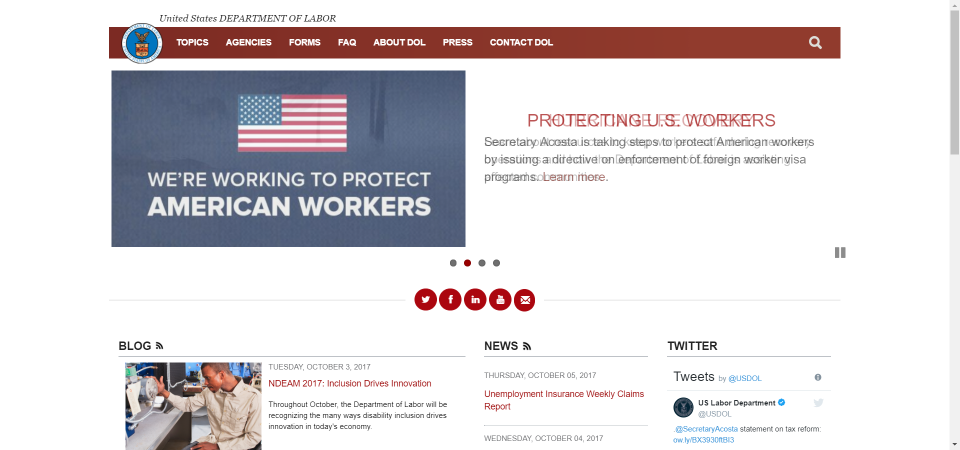 United States DEPARTMENT OF LABOR
TOPICS AGENCIES FORMS FAQ ABOUT DOL PRESS CONTACT DOL
WE'RE WORKING TO PROTECT
AMERICAN WORKERS
PROTECTING U.S. WORKERS
Secretary Acosta is taking steps to protect American workers
by issuing a directive on enforcement of foreign worker visa
programs. Learn more.
BLOG
TUESDAY, OCTOBER 3, 2017
NDEAM 2017: Inclusion Drives Innovation
Throughout October, the Department of Labor will be
recognizing the many ways disability inclusion drives
innovation in today's economy.
NEWS
THURSDAY, OCTOBER 05, 2017
Unemployment Insurance Weekly Claims
Report
WEDNESDAY, OCTOBER 04, 2017
TWITTER
Tweets by @USDOL
US Labor Department
@USDOL
.@SecretaryAcosta statement on tax reform:
ow.ly/BX3930ftBI3